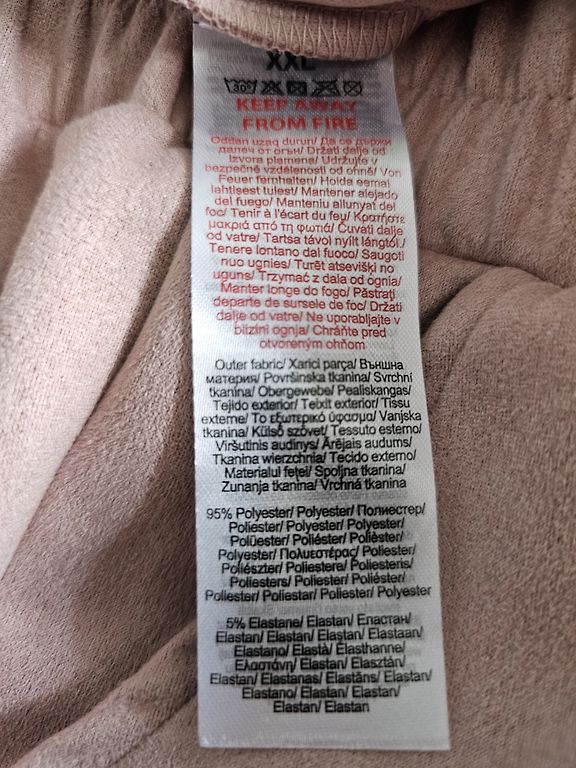 XXL
30°
KEEP AWAY
FROM FIRE
Oddan uzaq durun/ Да се държи
далеч от огън/ Držati dalje od
Izvora plamena/ Udržujte v
bezpečné vzdálenosti od ohně/ Von
Feuer fernhalten/ Hoida eemal
lahtisest tulest/ Mantener alejado
del fuego/ Manteniu allunyat del
foc/ Tenir à l'écart du feu/ Κρατήστε
μακριά από τη φωτιά/ Čuvati dalje
od vatre/ Tartsa távol nyílt lángtól./
Tenere lontano dal fuoco/ Saugoti
nuo ugnies/ Turēt atsevišķi no
uguns/ Trzymać z dala od ognia/
Manter longe do fogo/ Păstrați
departe de sursele de foc/ Držati
dalje od vatre/ Ne uporabljajte v
bližini ognja/ Chráňte pred
otvoreným ohňom
Outer fabric/ Xarici parça/ Външна
материя/ Površinska tkanina/ Svrchní
tkanina/ Obergewebe/ Pealiskangas/
Tejido exterior/ Teixit exterior/ Tissu
externe/ Το εξωτερικό ύφασμα/ Vanjska
tkanina/ Külső szövet/ Tessuto esterno/
Viršutinis audinys/ Ārējais audums/
Tkanina wierzchnia/ Tecido externo/
Materialul feței/ Spoljna tkanina/
Zunanja tkanina/ Vrchná tkanina
95% Polyester/ Polyester/ Полиестер/
Poliester/ Polyester/ Polyester/
Polüester/ Poliéster/ Polièster/
Polyester/ Πολυεστέρας/ Poliester/
Poliészter/ Poliestere/ Poliesteris/
Poliesters/ Poliester/ Poliéster/
Poliester/ Poliestar/ Poliester/ Polyester
5% Elastane/ Elastan/ Еластан/
Elastan/ Elastan/ Elastan/ Elastaan/
Elastano/ Elastà/ Elasthanne/
Ελαστάνη/ Elastan/ Elasztán/
Elastan/ Elastanas/ Elastāns/ Elastan/
Elastano/ Elastan/ Elastan/
Elastan/ Elastan